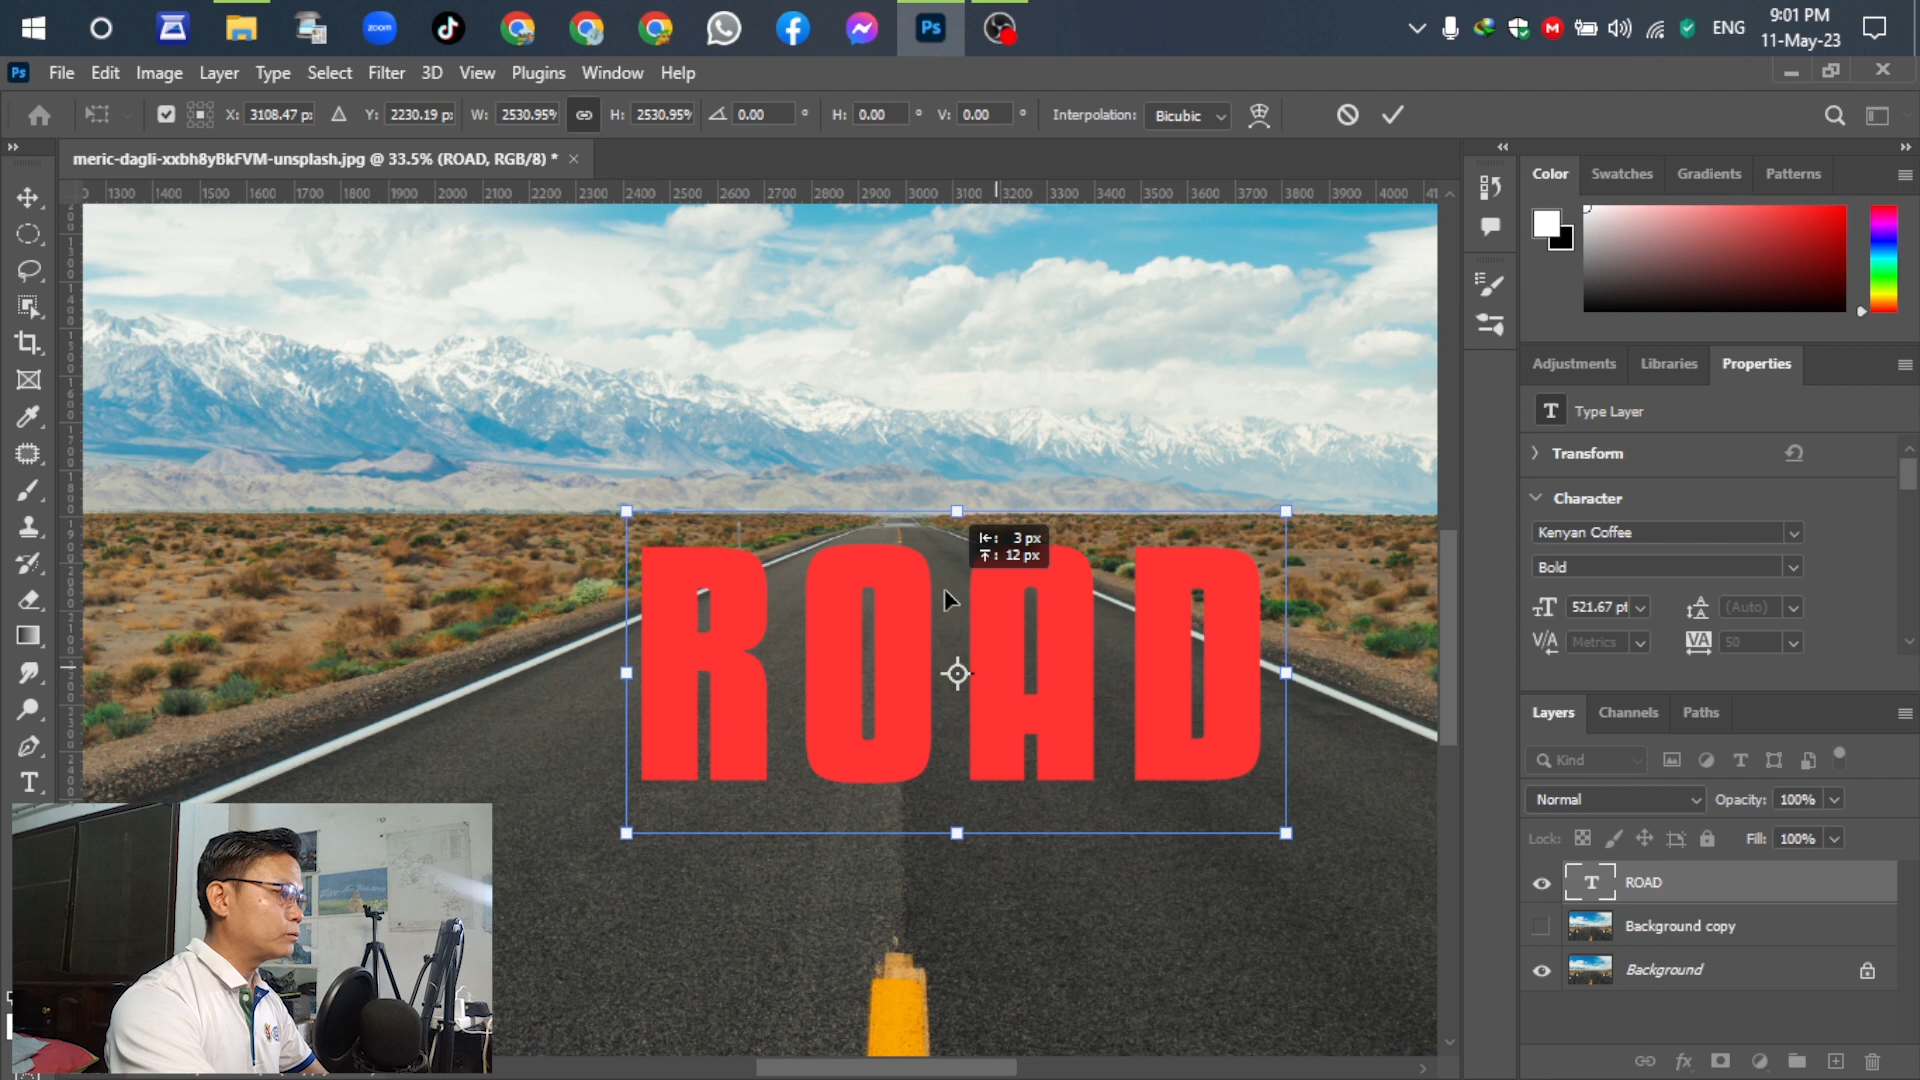 zoom
Ps
ENG
9:01 PM
11-May-23
Ps File Edit Image Layer Type Select Filter 3D View Plugins Window Help
X: 3108.47 p Y: 2230.19 p W: 2530.95% H: 2530.95% 0.00 ° H: 0.00 ° V: 0.00 ° Interpolation: Bicubic
meric-dagli-xxbh8yBkFVM-unsplash.jpg @ 33.5% (ROAD, RGB/8) *
1300 1400 1500 1600 1700 1800 1900 2000 2100 2200 2300 2400 2500 2600 2700 2800 2900 3000 3100 3200 3300 3400 3500 3600 3700 3800 3900 4000
Color Swatches Gradients Patterns
Adjustments Libraries Properties
T Type Layer
Transform
Character
Kenyan Coffee
Bold
521.67 pt (Auto)
Metrics 50
3 px
12 px
ROAD
Layers Channels Paths
Kind
Normal Opacity: 100%
Lock: Fill: 100%
T ROAD
Background copy
Background
fx